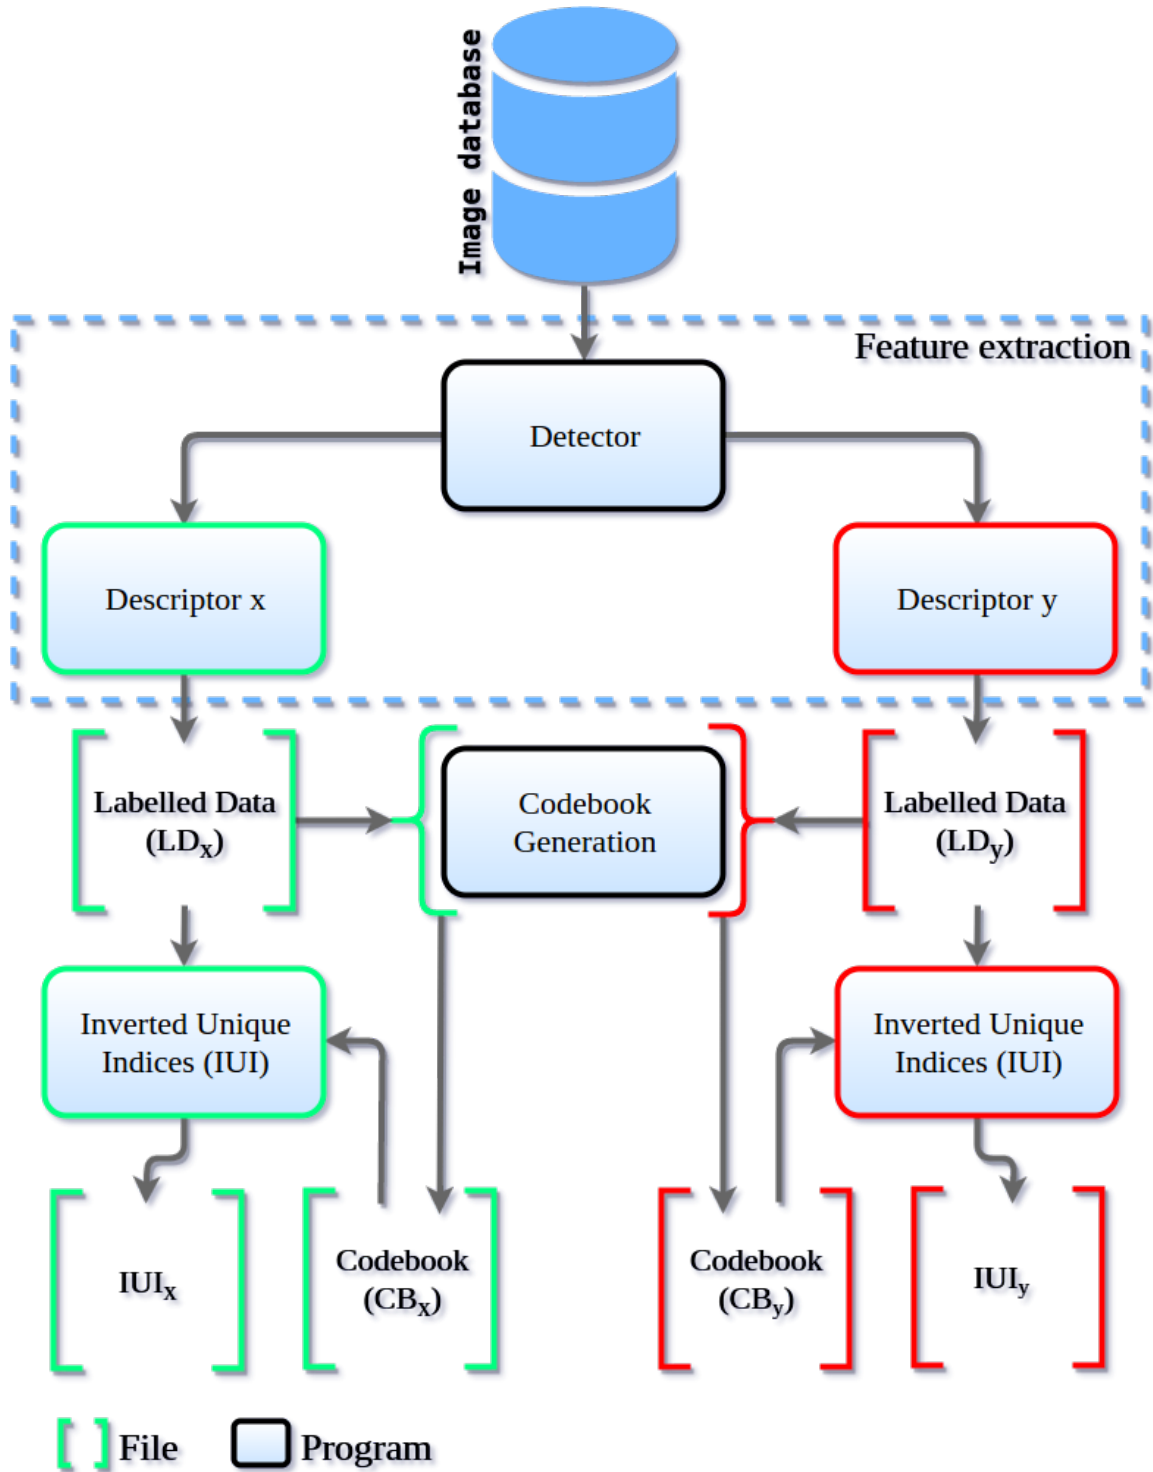 Image database
Feature extraction
Detector
Descriptor x
Descriptor y
Labelled Data
(LDx)
Codebook
Generation
Labelled Data
(LDy)
Inverted Unique
Indices (IUI)
Inverted Unique
Indices (IUI)
IUIx
Codebook
(CBx)
Codebook
(CBy)
IUIy
File
Program